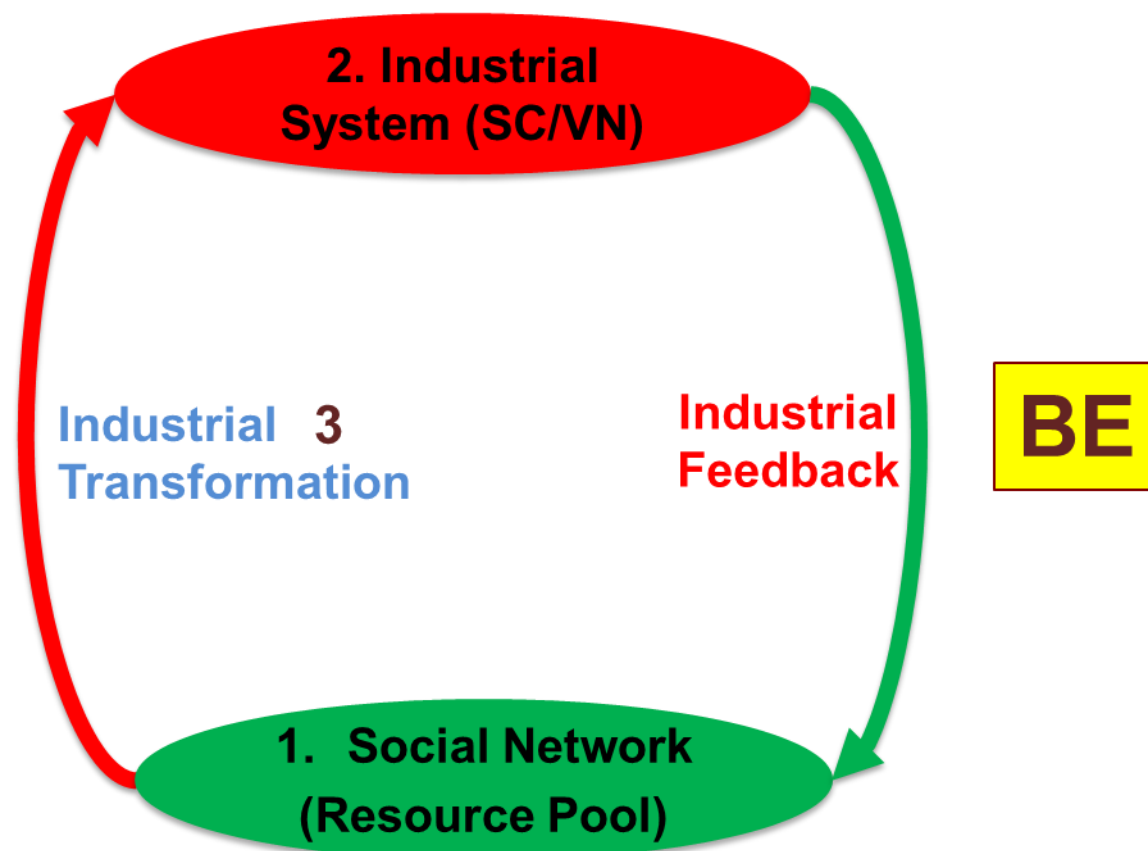 2. Industrial
System (SC/VN)
Industrial 3
Transformation
Industrial
Feedback
BE
1. Social Network
(Resource Pool)